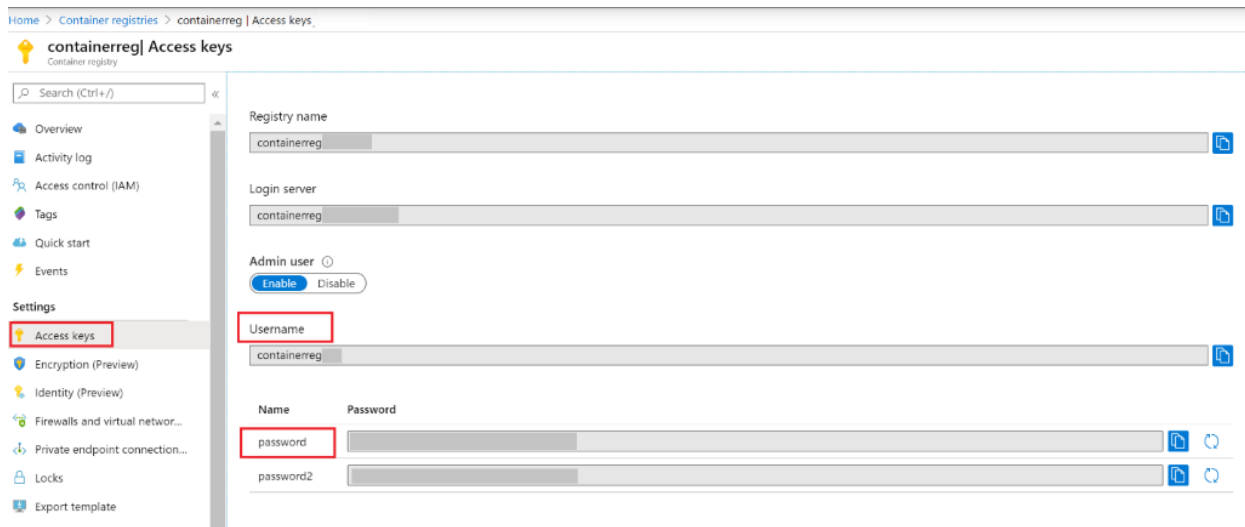 Home > Container registries > containerreg | Access keys
containerreg| Access keys
Container registry
Search (Ctrl+/)
«
Overview
Activity log
Access control (IAM)
Tags
Quick start
Events
Settings
Access keys
Encryption (Preview)
Identity (Preview)
Firewalls and virtual networ...
Private endpoint connection...
Locks
Export template
Registry name
containerreg
Login server
containerreg
Admin user
Enable Disable
Username
containerreg
Name Password
password
password2